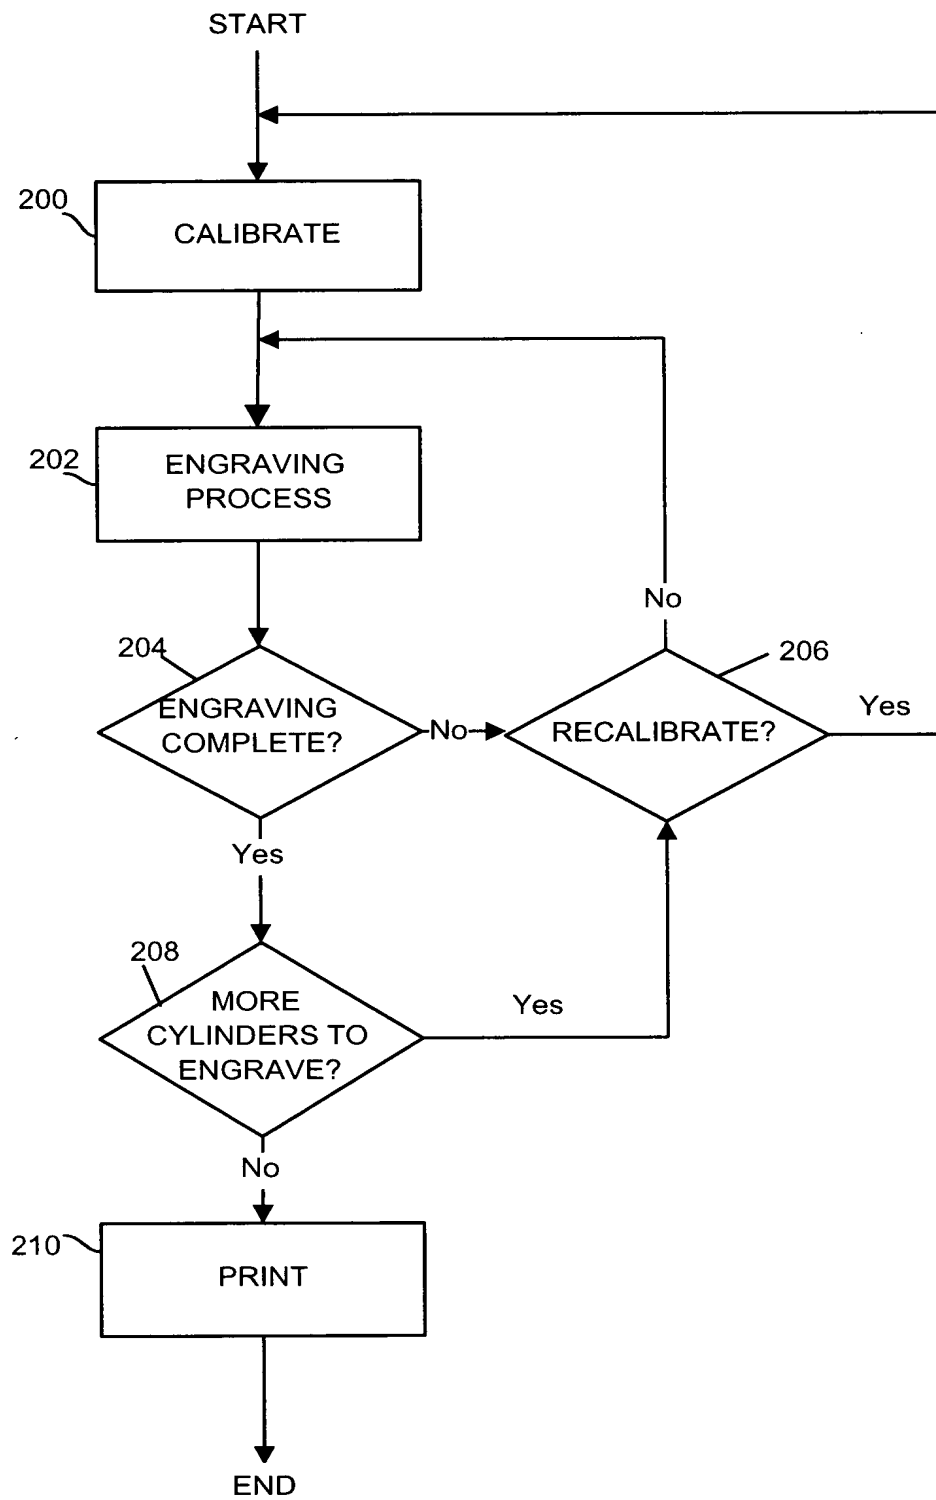 START
200
CALIBRATE
202
ENGRAVING
PROCESS
No
204
206
ENGRAVING
COMPLETE?
No
RECALIBRATE?
Yes
Yes
208
MORE
CYLINDERS TO
ENGRAVE?
Yes
No
210
PRINT
END